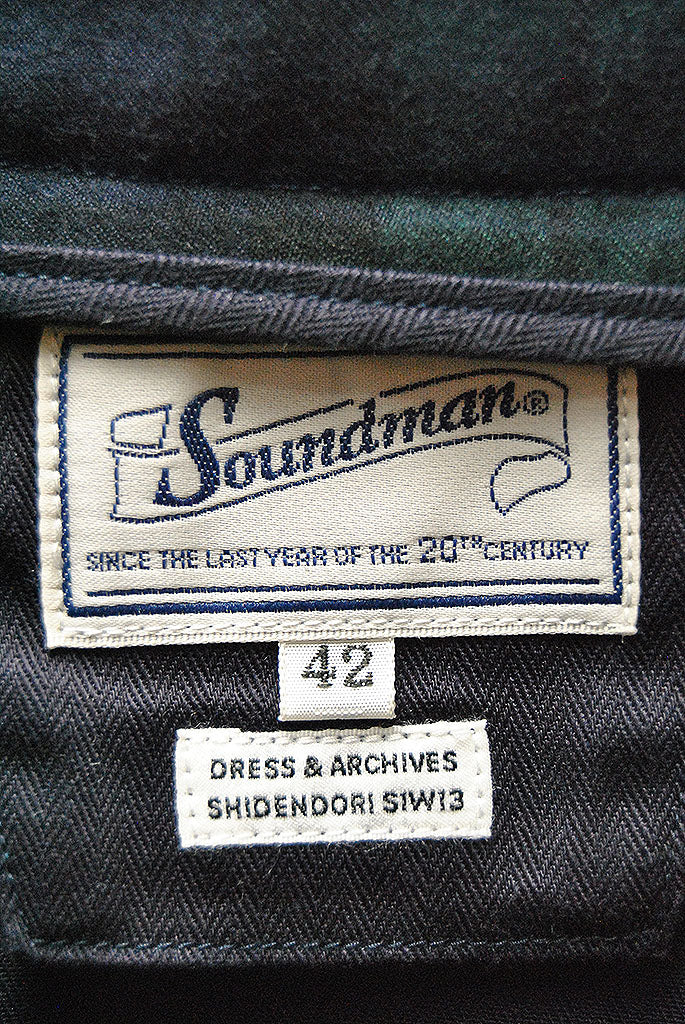 Soundman®
SINCE THE LAST YEAR OF THE 20TH CENTURY
42
DRESS & ARCHIVES
SHIDENDORI S1W13